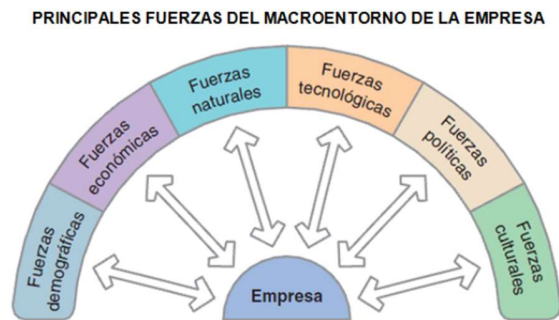 PRINCIPALES FUERZAS DEL MACROENTORNO DE LA EMPRESA
Fuerzas
demográficas
Fuerzas
económicas
Fuerzas
naturales
Fuerzas
tecnológicas
Fuerzas
políticas
Fuerzas
culturales
Empresa